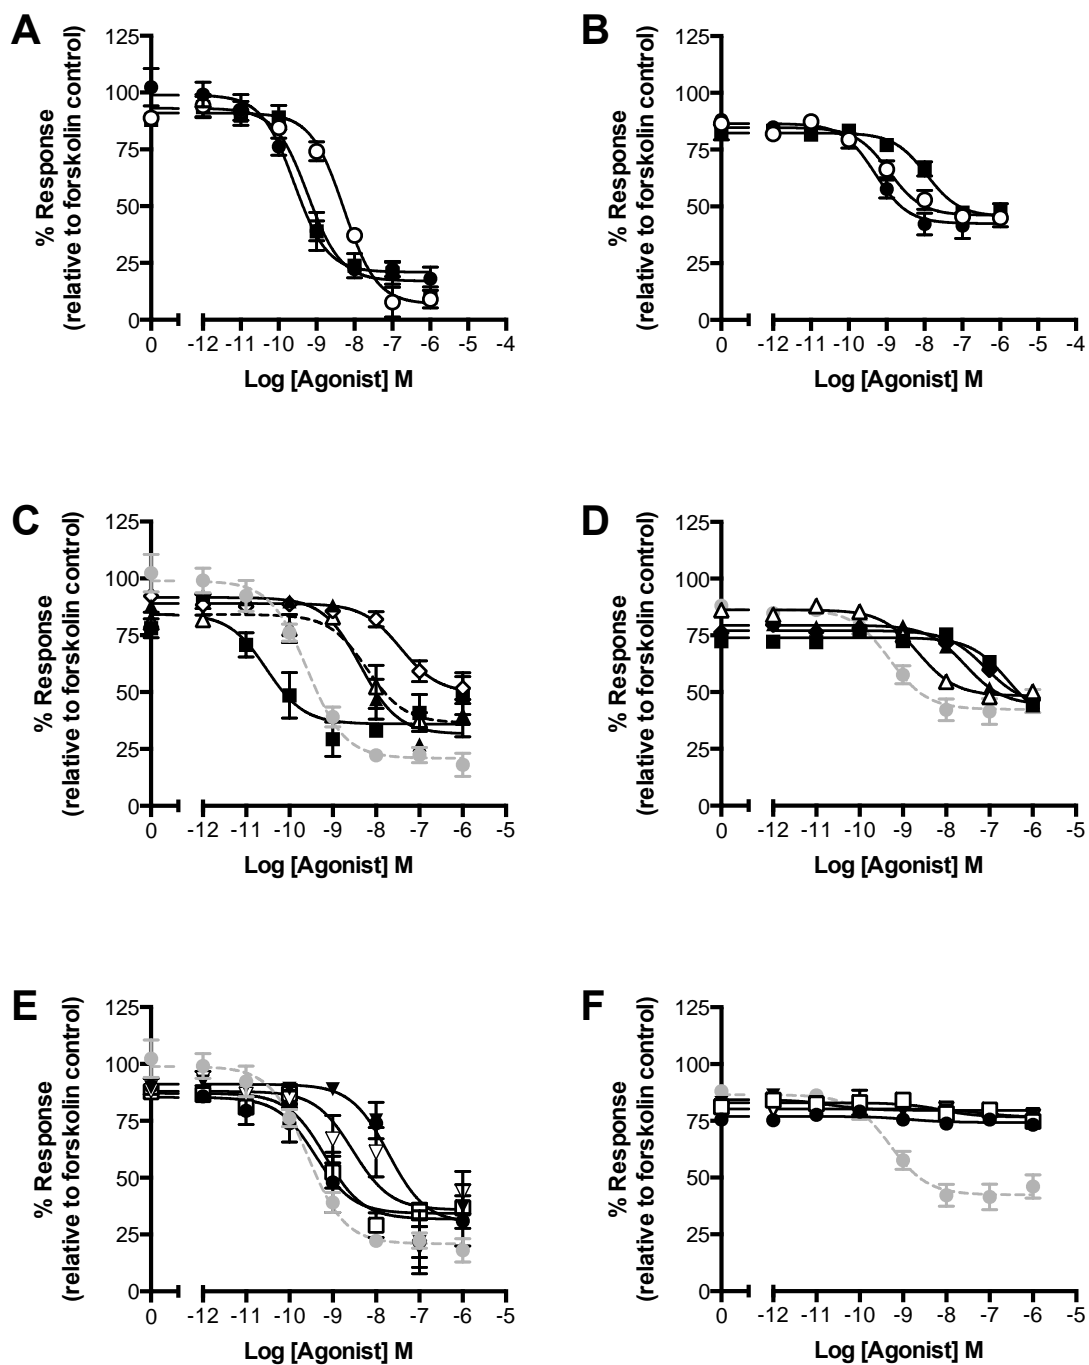 A
% Response
(relative to forskolin control)
125
100
75
50
25
0
0 -12 -11 -10 -9 -8 -7 -6 -5 -4
Log [Agonist] M
B
% Response
(relative to forskolin control)
125
100
75
50
25
0
0 -12 -11 -10 -9 -8 -7 -6 -5 -4
Log [Agonist] M
C
% Response
(relative to forskolin control)
125
100
75
50
25
0
0 -12 -11 -10 -9 -8 -7 -6 -5
Log [Agonist] M
D
% Response
(relative to forskolin control)
125
100
75
50
25
0
0 -12 -11 -10 -9 -8 -7 -6 -5
Log [Agonist] M
E
% Response
(relative to forskolin control)
125
100
75
50
25
0
0 -12 -11 -10 -9 -8 -7 -6 -5
Log [Agonist] M
F
% Response
(relative to forskolin control)
125
100
75
50
25
0
0 -12 -11 -10 -9 -8 -7 -6 -5
Log [Agonist] M